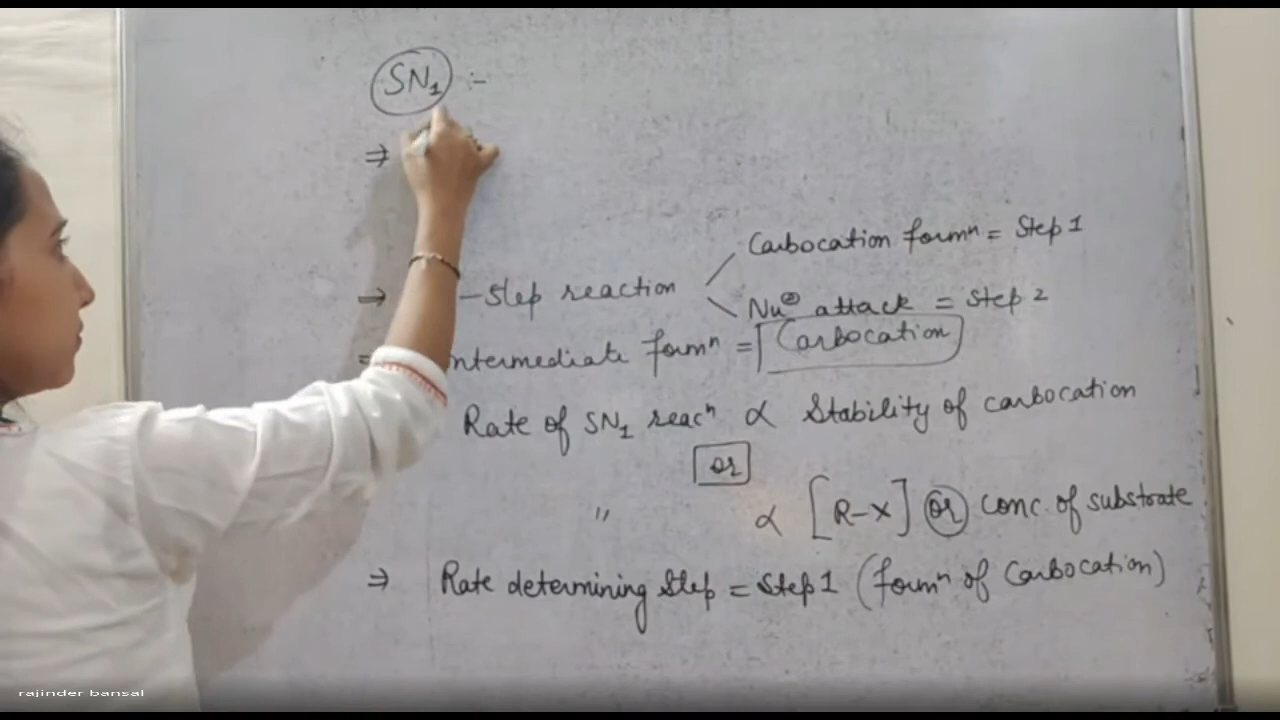 SN1 :-
⇒
⇒ -Step reaction
Carbocation formⁿ = Step 1
Nu⊖ attack = Step 2
ntermediate formⁿ = Carbocation
Rate of SN1 reacⁿ ∝ Stability of carbocation
or
" ∝ [R-X] or conc. of substrate
⇒ Rate determining step = Step 1 (formⁿ of Carbocation)
rajinder bansal